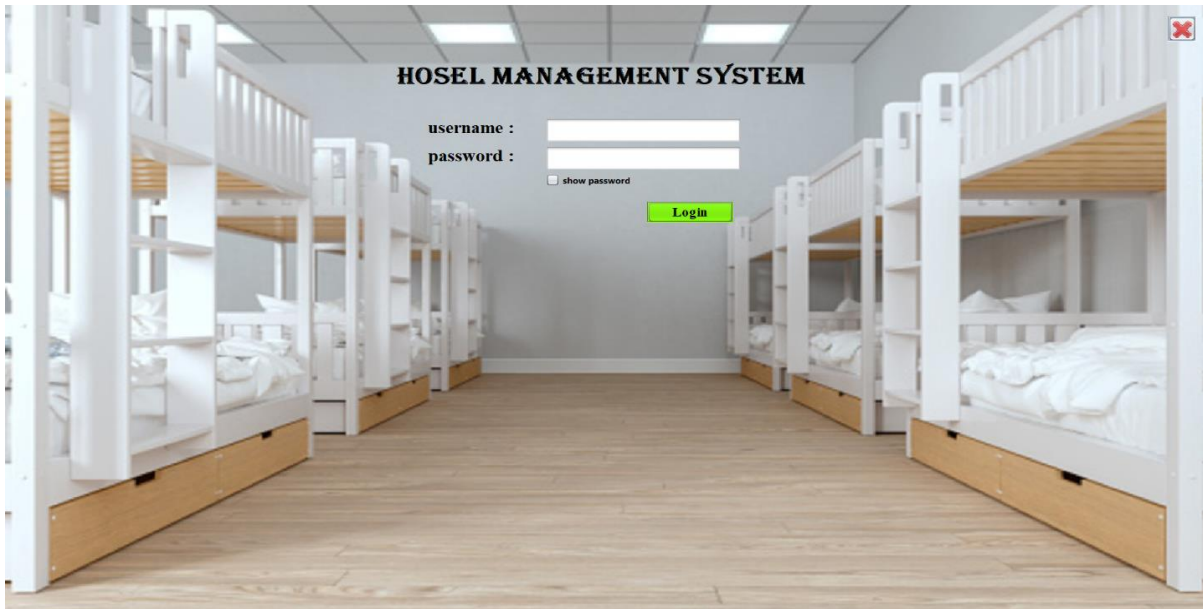 HOSEL MANAGEMENT SYSTEM
username :
password :
show password
Login